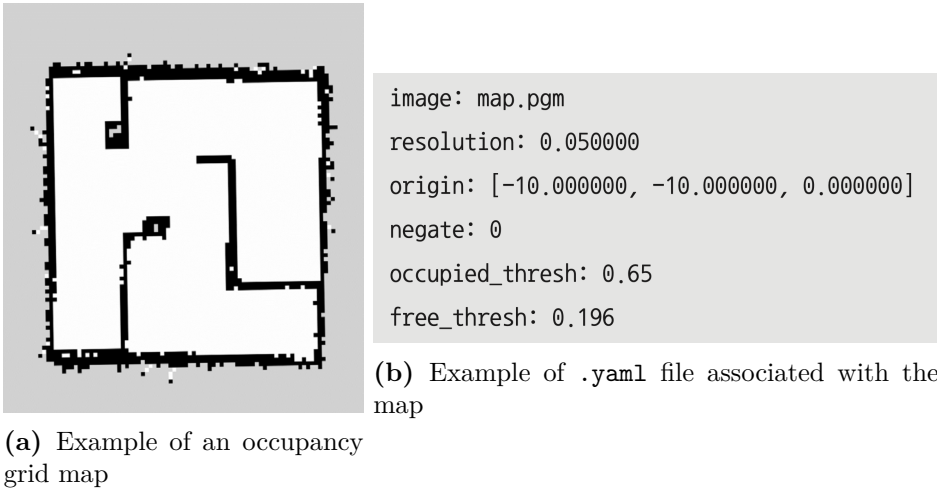 image: map.pgm
resolution: 0.050000
origin: [-10.000000, -10.000000, 0.000000]
negate: 0
occupied_thresh: 0.65
free_thresh: 0.196
(b) Example of .yaml file associated with the
map
(a) Example of an occupancy
grid map